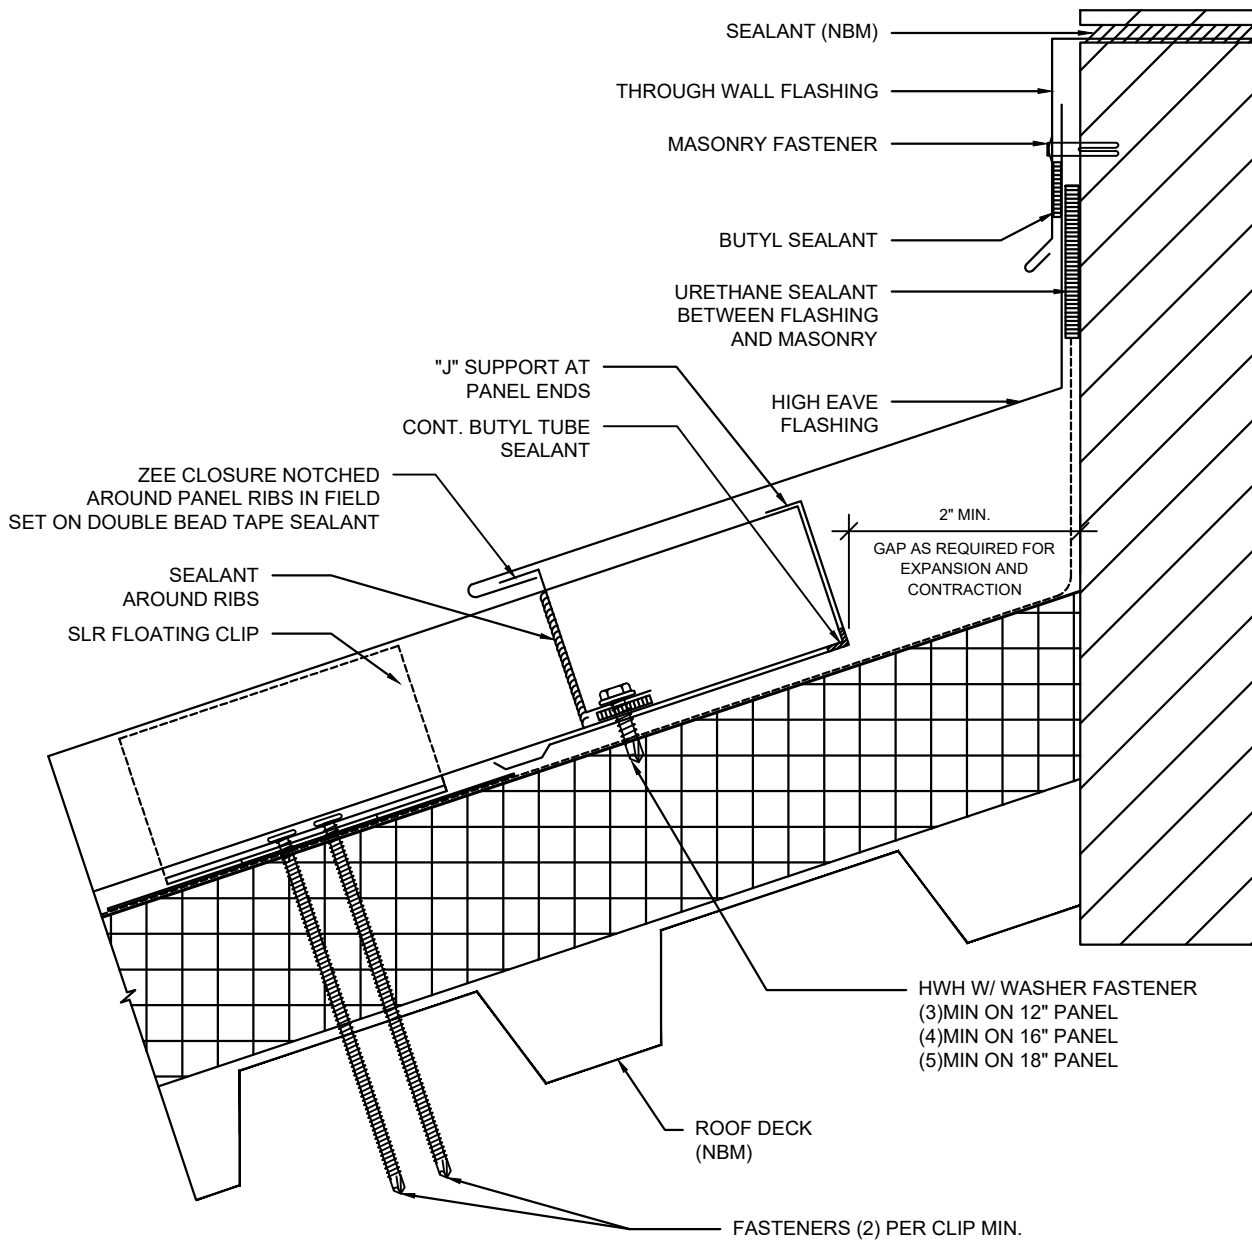 SEALANT (NBM)
THROUGH WALL FLASHING
MASONRY FASTENER
BUTYL SEALANT
URETHANE SEALANT
BETWEEN FLASHING
AND MASONRY
"J" SUPPORT AT
PANEL ENDS
HIGH EAVE
FLASHING
CONT. BUTYL TUBE
SEALANT
ZEE CLOSURE NOTCHED
AROUND PANEL RIBS IN FIELD
SET ON DOUBLE BEAD TAPE SEALANT
2" MIN.
GAP AS REQUIRED FOR
EXPANSION AND
CONTRACTION
SEALANT
AROUND RIBS
SLR FLOATING CLIP
HWH W/ WASHER FASTENER
(3)MIN ON 12" PANEL
(4)MIN ON 16" PANEL
(5)MIN ON 18" PANEL
ROOF DECK
(NBM)
FASTENERS (2) PER CLIP MIN.